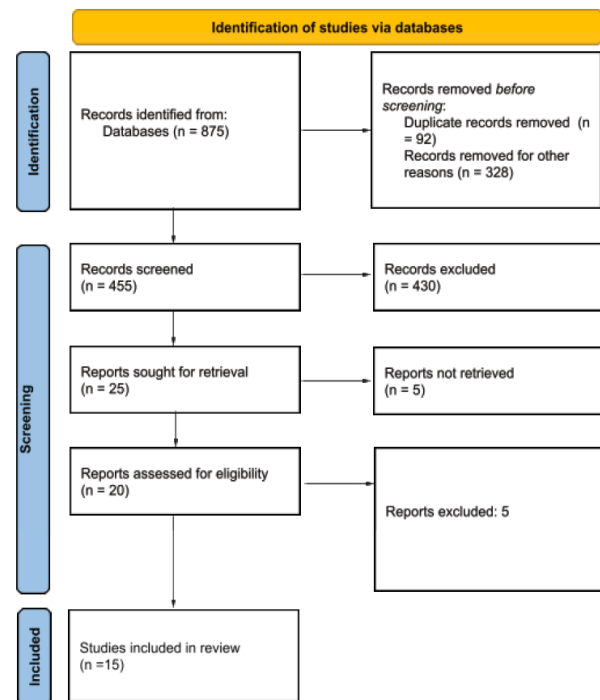 Identification of studies via databases
Identification
Records identified from:
Databases (n = 875)
Records removed before
screening:
Duplicate records removed (n
= 92)
Records removed for other
reasons (n = 328)
Screening
Records screened
(n = 455)
Records excluded
(n = 430)
Reports sought for retrieval
(n = 25)
Reports not retrieved
(n = 5)
Reports assessed for eligibility
(n = 20)
Reports excluded: 5
Included
Studies included in review
(n =15)